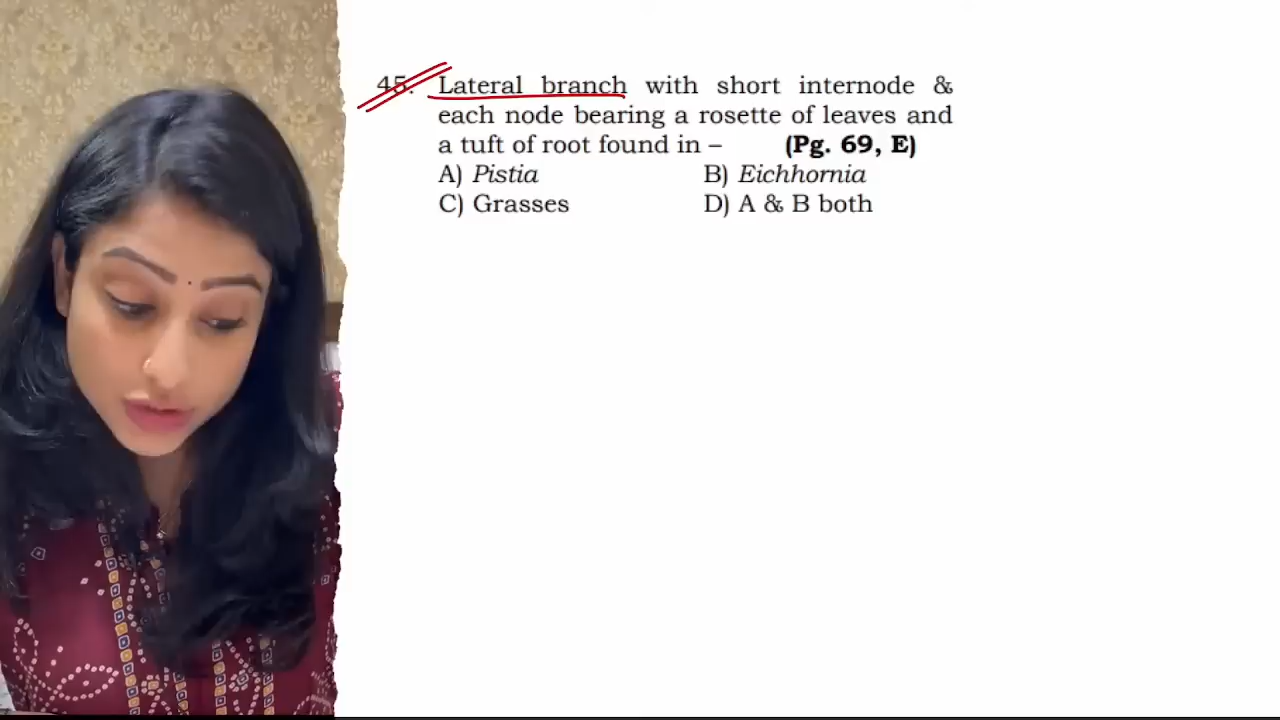 45. Lateral branch with short internode &
each node bearing a rosette of leaves and
a tuft of root found in – (Pg. 69, E)
A) Pistia B) Eichhornia
C) Grasses D) A & B both